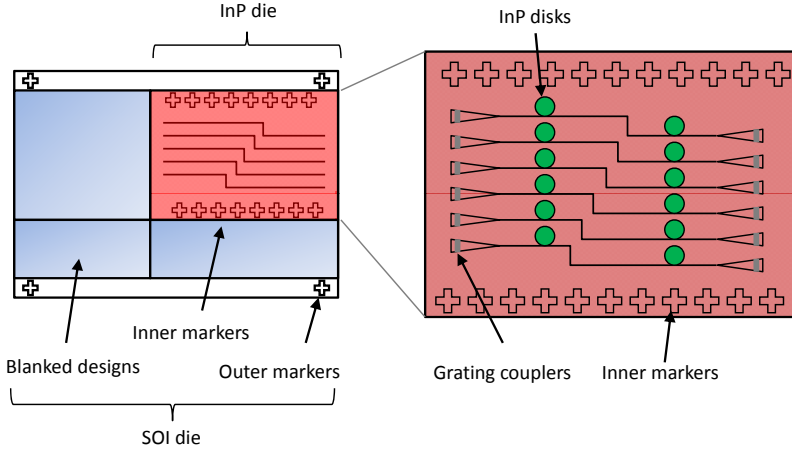 InP die
InP disks
Inner markers
Blanked designs
Outer markers
Grating couplers
Inner markers
SOI die